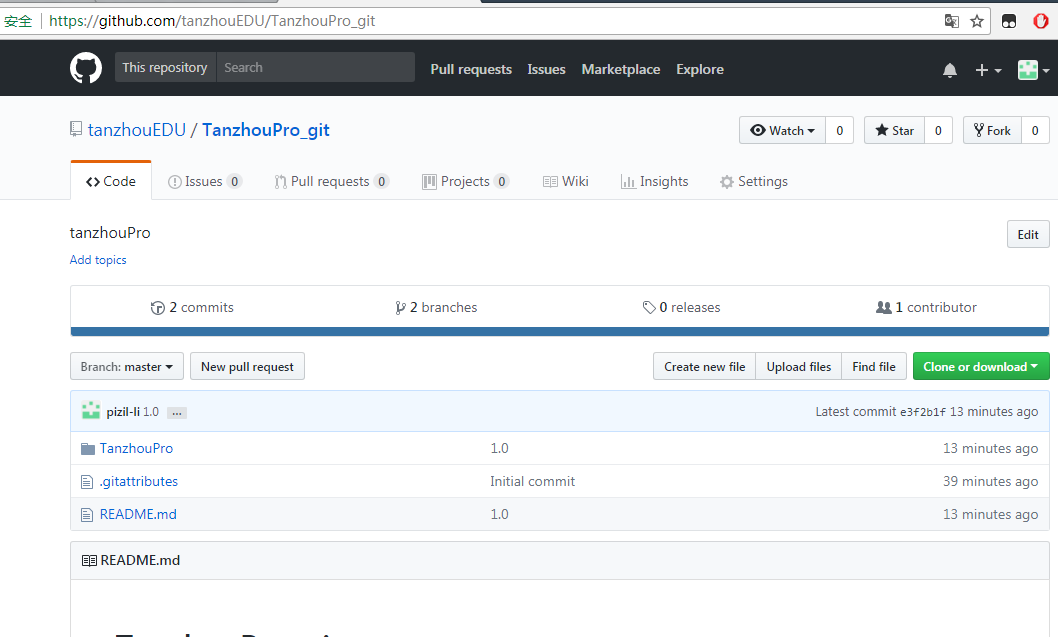 安全 https://github.com/tanzhouEDU/TanzhouPro_git
This repository Search Pull requests Issues Marketplace Explore
tanzhouEDU / TanzhouPro_git Watch 0 Star 0 Fork 0
Code Issues 0 Pull requests 0 Projects 0 Wiki Insights Settings
tanzhouPro Edit
Add topics
2 commits 2 branches 0 releases 1 contributor
Branch: master New pull request Create new file Upload files Find file Clone or download
pizil-li 1.0 ... Latest commit e3f2b1f 13 minutes ago
TanzhouPro 1.0 13 minutes ago
.gitattributes Initial commit 39 minutes ago
README.md 1.0 13 minutes ago
README.md